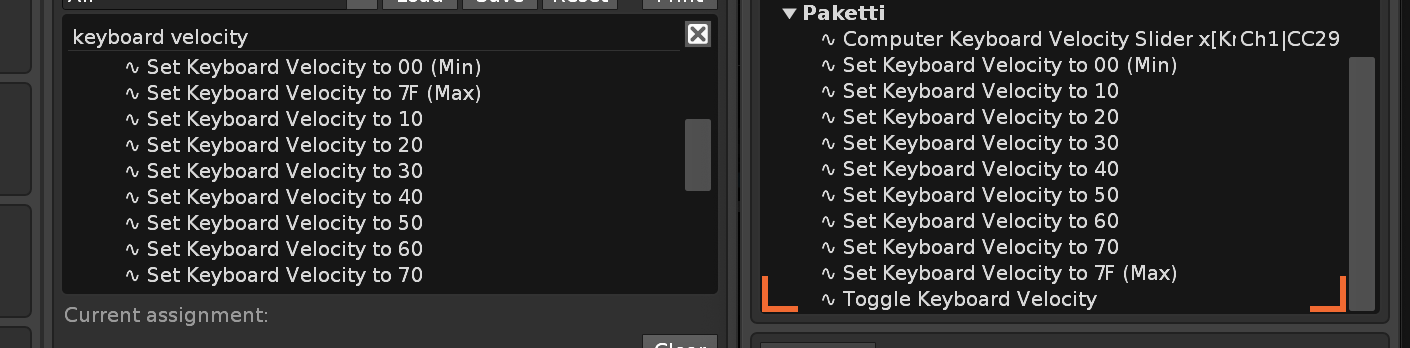 Load Save Reset Print
keyboard velocity
Set Keyboard Velocity to 00 (Min)
Set Keyboard Velocity to 7F (Max)
Set Keyboard Velocity to 10
Set Keyboard Velocity to 20
Set Keyboard Velocity to 30
Set Keyboard Velocity to 40
Set Keyboard Velocity to 50
Set Keyboard Velocity to 60
Set Keyboard Velocity to 70
Current assignment:
Clear
Paketti
Computer Keyboard Velocity Slider x[KrCh1|CC29
Set Keyboard Velocity to 00 (Min)
Set Keyboard Velocity to 10
Set Keyboard Velocity to 20
Set Keyboard Velocity to 30
Set Keyboard Velocity to 40
Set Keyboard Velocity to 50
Set Keyboard Velocity to 60
Set Keyboard Velocity to 70
Set Keyboard Velocity to 7F (Max)
Toggle Keyboard Velocity